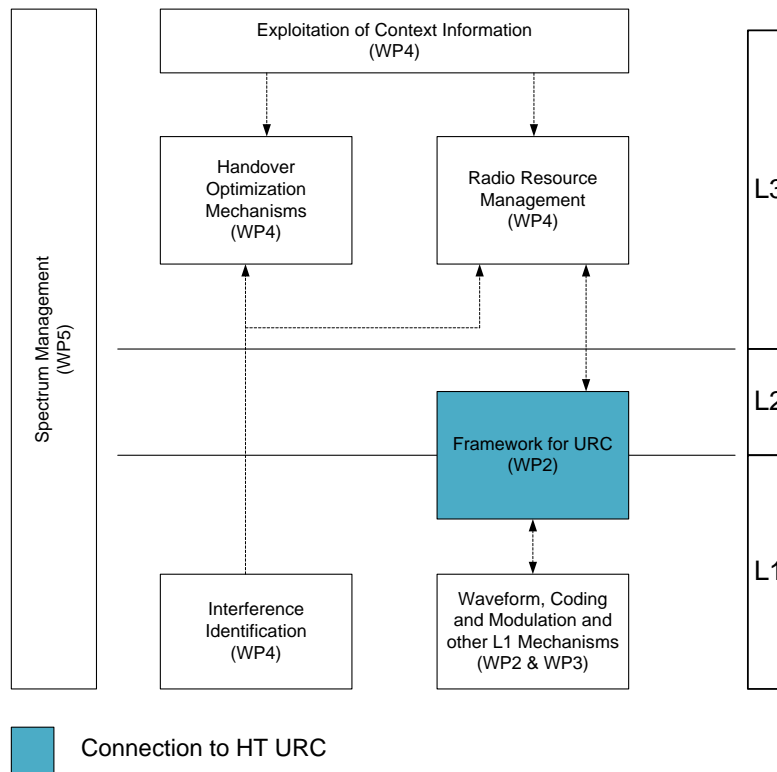 Exploitation of Context Information
(WP4)
Handover
Optimization
Mechanisms
(WP4)
Radio Resource
Management
(WP4)
L3
Spectrum Management
(WP5)
L2
Framework for URC
(WP2)
L1
Interference
Identification
(WP4)
Waveform, Coding
and Modulation and
other L1 Mechanisms
(WP2 & WP3)
Connection to HT URC